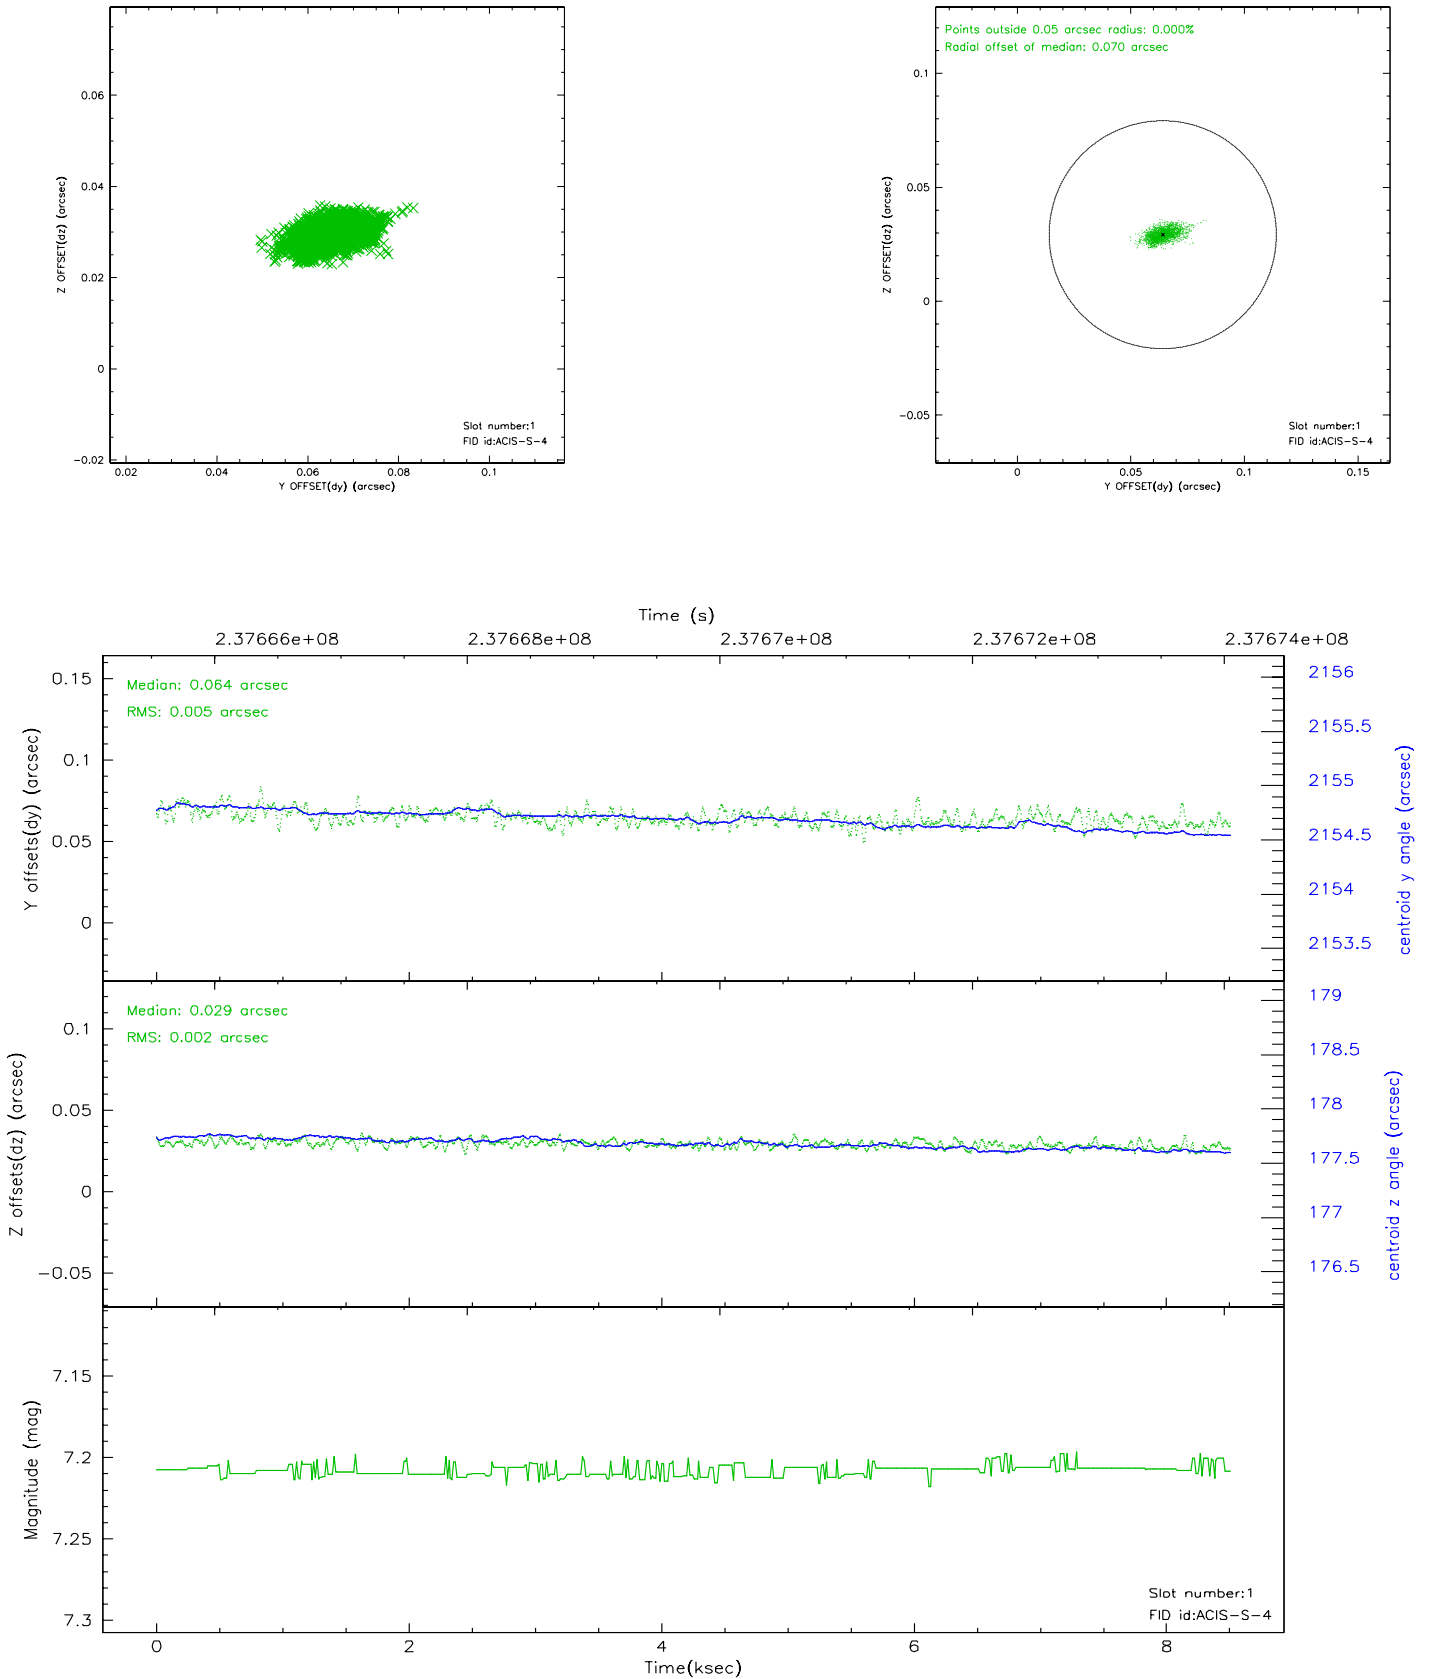 0.06
0.04
0.02
0
−0.02
0.02
0.04
0.06
0.08
0.1
Z OFFSET(dz) (arcsec)
Y OFFSET(dy) (arcsec)
Slot number:1
FID id:ACIS−S−4
Points outside 0.05 arcsec radius: 0.000%
Radial offset of median: 0.070 arcsec
0.1
0.05
0
−0.05
0
0.05
0.1
0.15
Z OFFSET(dz) (arcsec)
Y OFFSET(dy) (arcsec)
Slot number:1
FID id:ACIS−S−4
Time (s)
2.37666e+08
2.37668e+08
2.3767e+08
2.37672e+08
2.37674e+08
Median: 0.064 arcsec
RMS: 0.005 arcsec
0.15
0.1
0.05
0
Y offsets(dy) (arcsec)
2156
2155.5
2155
2154.5
2154
2153.5
centroid y angle (arcsec)
Median: 0.029 arcsec
RMS: 0.002 arcsec
0.1
0.05
0
−0.05
Z offsets(dz) (arcsec)
179
178.5
178
177.5
177
176.5
centroid z angle (arcsec)
7.15
7.2
7.25
7.3
Magnitude (mag)
Slot number:1
FID id:ACIS−S−4
0
2
4
6
8
Time(ksec)